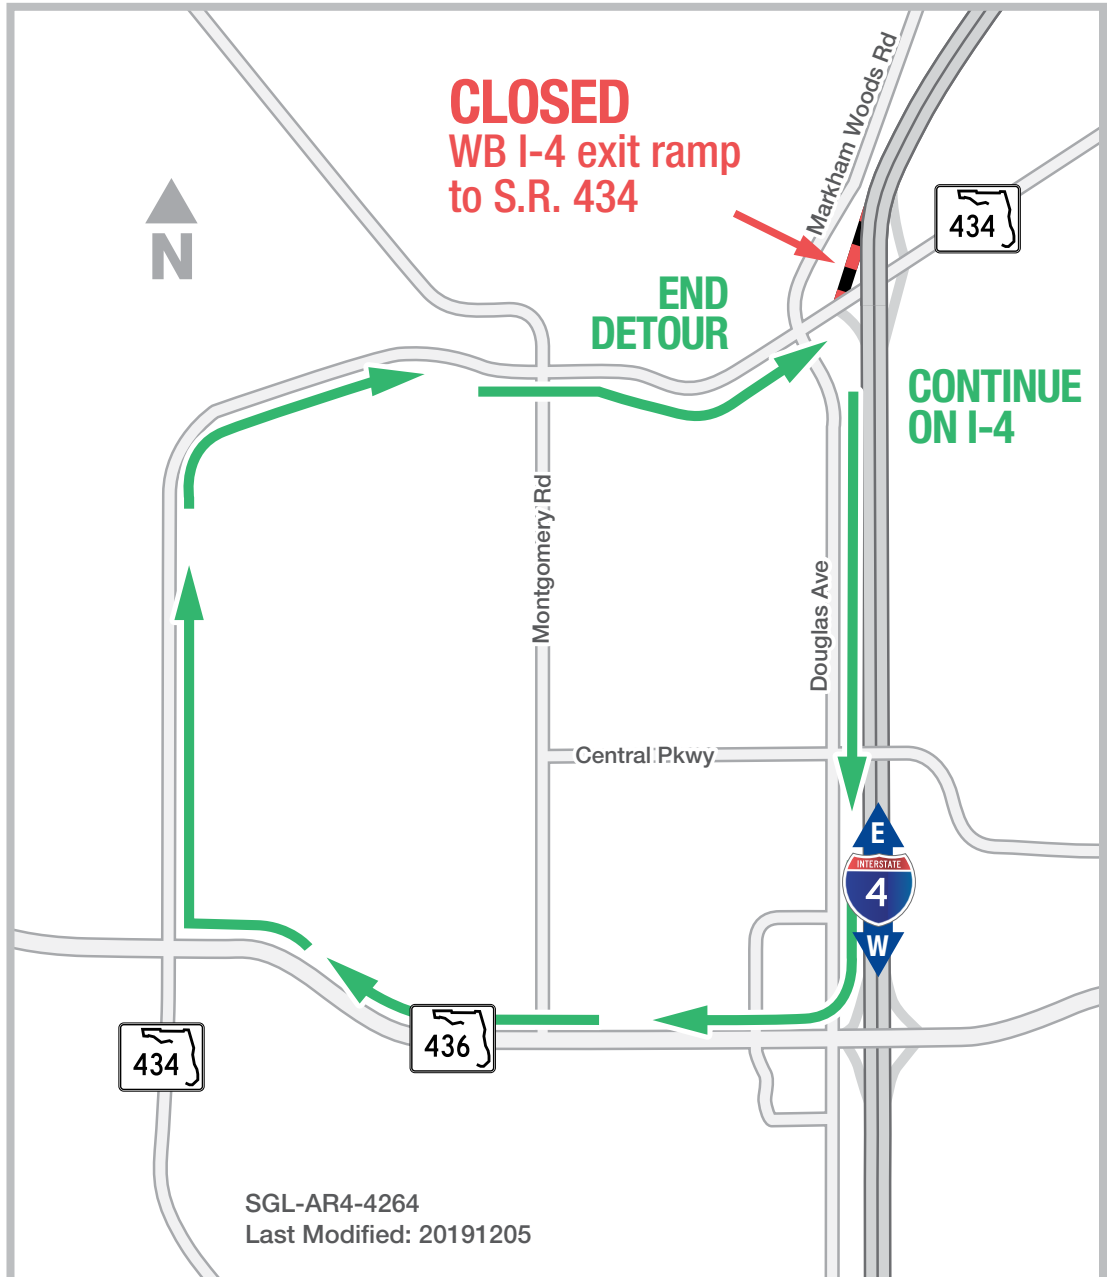 CLOSED
WB I-4 exit ramp
to S.R. 434
Markham Woods Rd
434
N
END
DETOUR
CONTINUE
ON I-4
Montgomery Rd
Douglas Ave
Central Pkwy
E
INTERSTATE
4
W
436
434
SGL-AR4-4264
Last Modified: 20191205